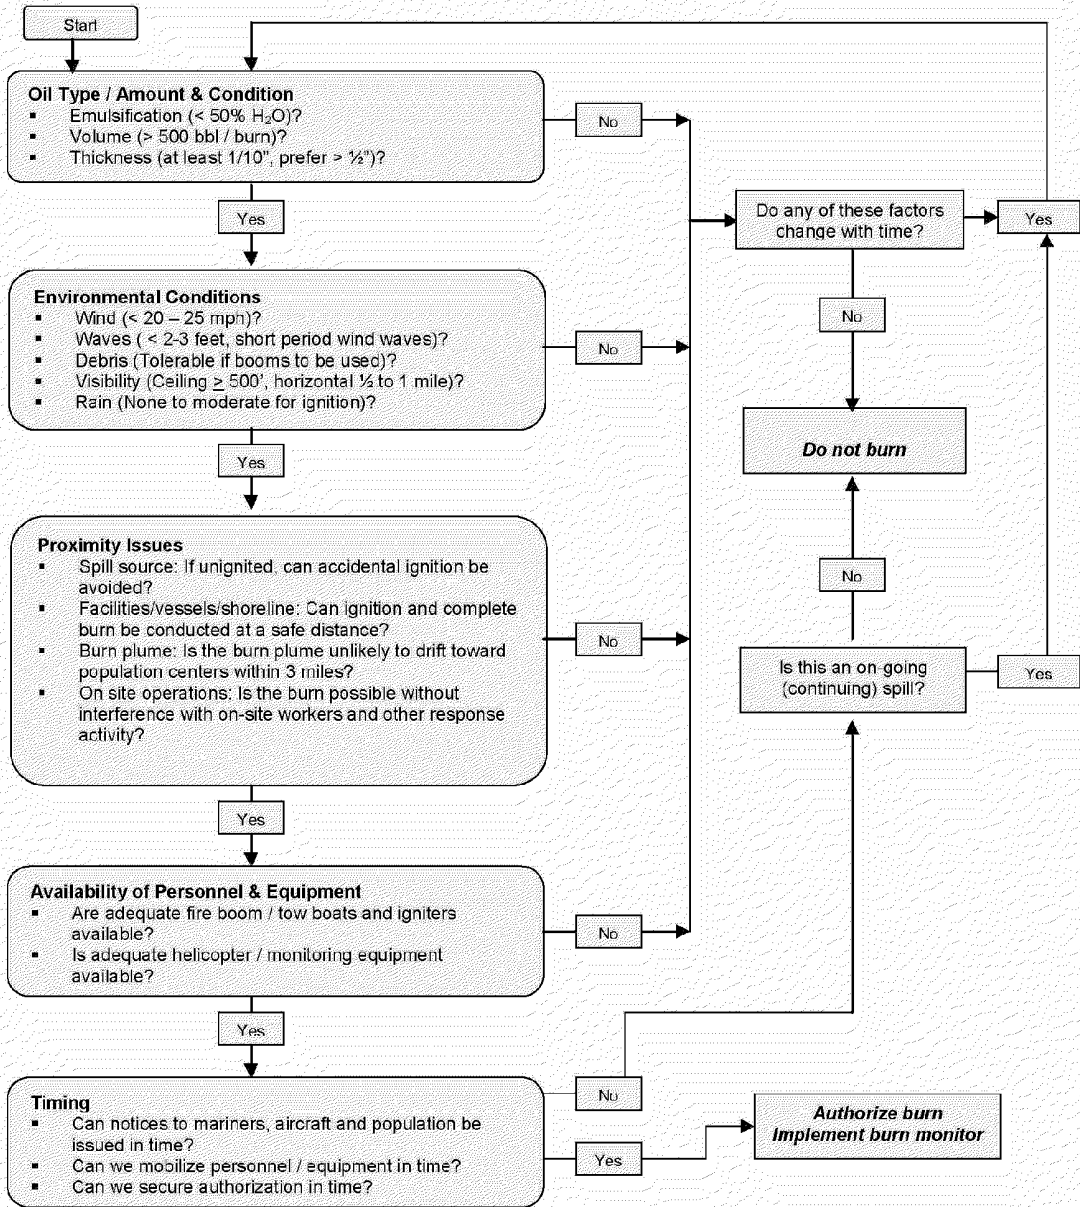 Start
Oil Type / Amount & Condition
▪ Emulsification (< 50% H₂O)?
▪ Volume (> 500 bbl / burn)?
▪ Thickness (at least 1/10", prefer > ½")?
No
Yes
Do any of these factors
change with time?
Yes
No
Environmental Conditions
▪ Wind (< 20 – 25 mph)?
▪ Waves ( < 2-3 feet, short period wind waves)?
▪ Debris (Tolerable if booms to be used)?
▪ Visibility (Ceiling ≥ 500', horizontal ½ to 1 mile)?
▪ Rain (None to moderate for ignition)?
No
Yes
Do not burn
No
Proximity Issues
▪ Spill source: If unignited, can accidental ignition be
avoided?
▪ Facilities/vessels/shoreline: Can ignition and complete
burn be conducted at a safe distance?
▪ Burn plume: Is the burn plume unlikely to drift toward
population centers within 3 miles?
▪ On site operations: Is the burn possible without
interference with on-site workers and other response
activity?
No
Is this an on-going
(continuing) spill?
Yes
Yes
Availability of Personnel & Equipment
▪ Are adequate fire boom / tow boats and igniters
available?
▪ Is adequate helicopter / monitoring equipment
available?
No
Yes
Timing
▪ Can notices to mariners, aircraft and population be
issued in time?
▪ Can we mobilize personnel / equipment in time?
▪ Can we secure authorization in time?
No
Yes
Authorize burn
Implement burn monitor